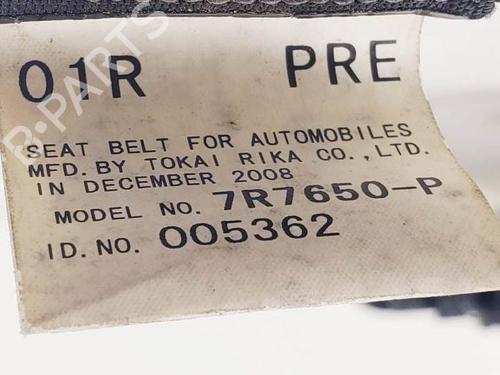 01R PRE
SEAT BELT FOR AUTOMOBILES
MFD. BY TOKAI RIKA CO., LTD.
IN DECEMBER 2008
MODEL NO. 7R7650-P
ID. NO. 005362
R-PARTS